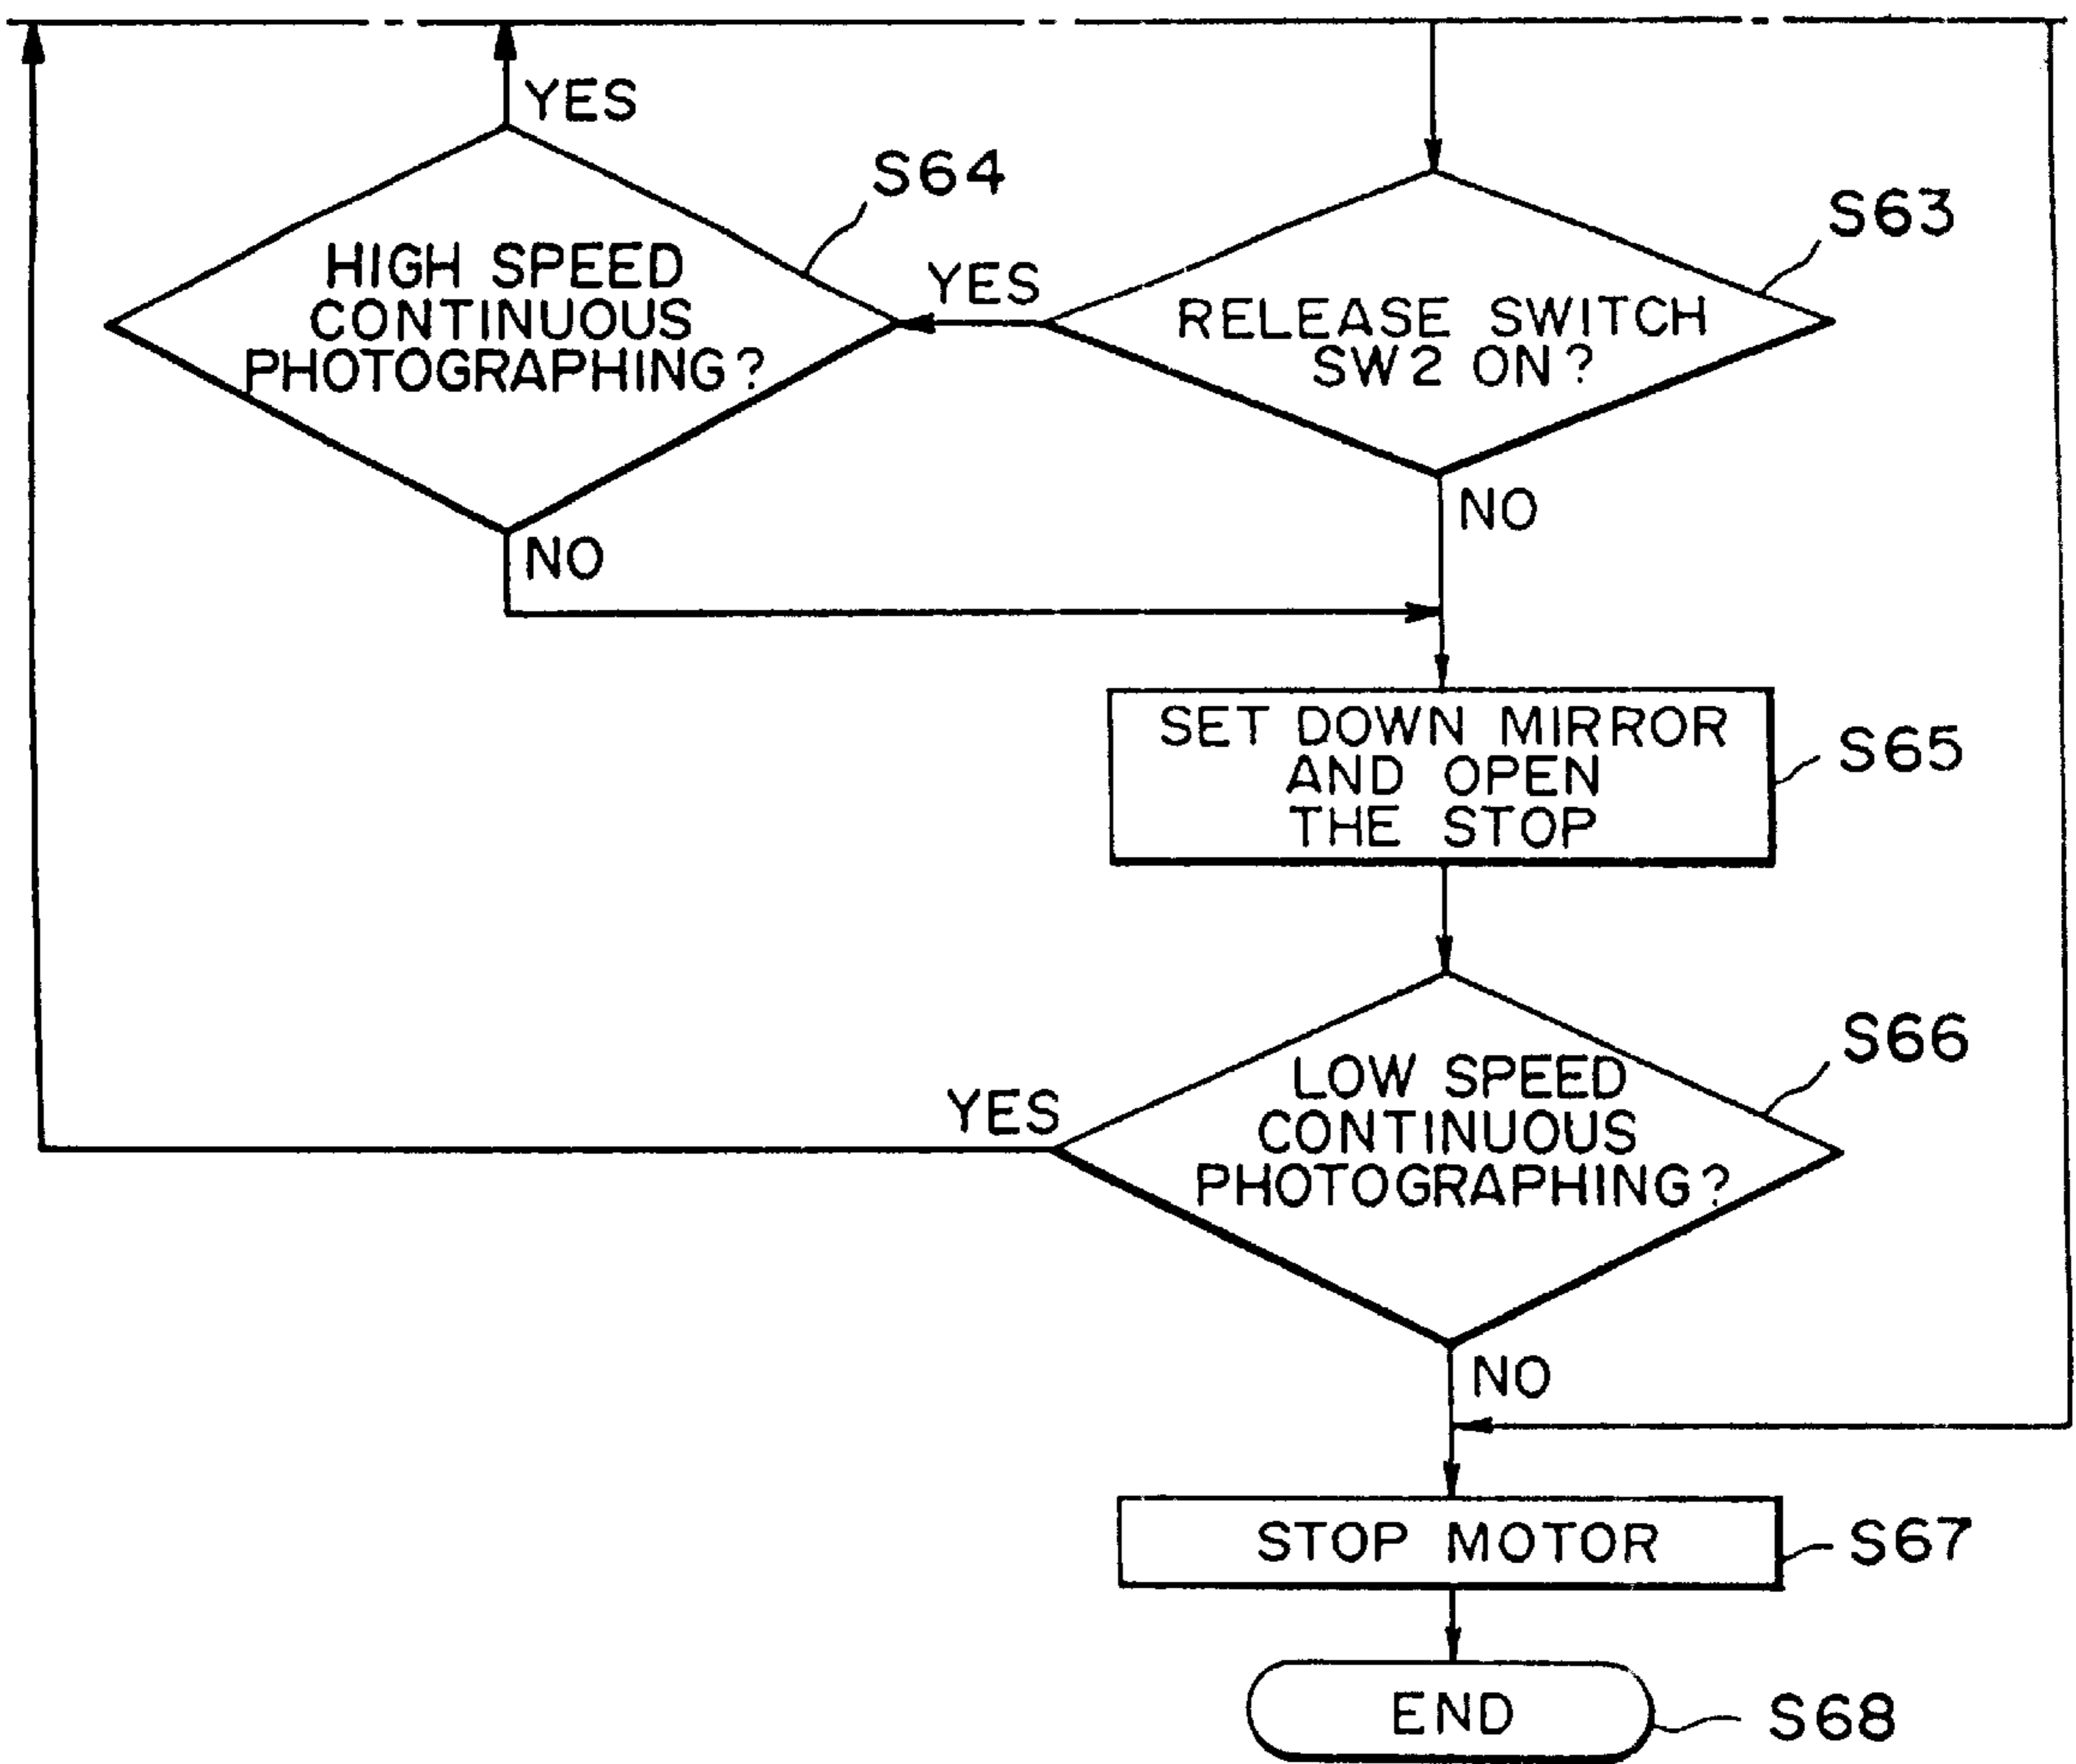 YES
S64
S63
HIGH SPEED
CONTINUOUS
PHOTOGRAPHING?
YES
RELEASE SWITCH
SW2 ON?
NO
NO
SET DOWN MIRROR
AND OPEN
THE STOP
S65
S66
YES
LOW SPEED
CONTINUOUS
PHOTOGRAPHING?
NO
STOP MOTOR
S67
END
S68